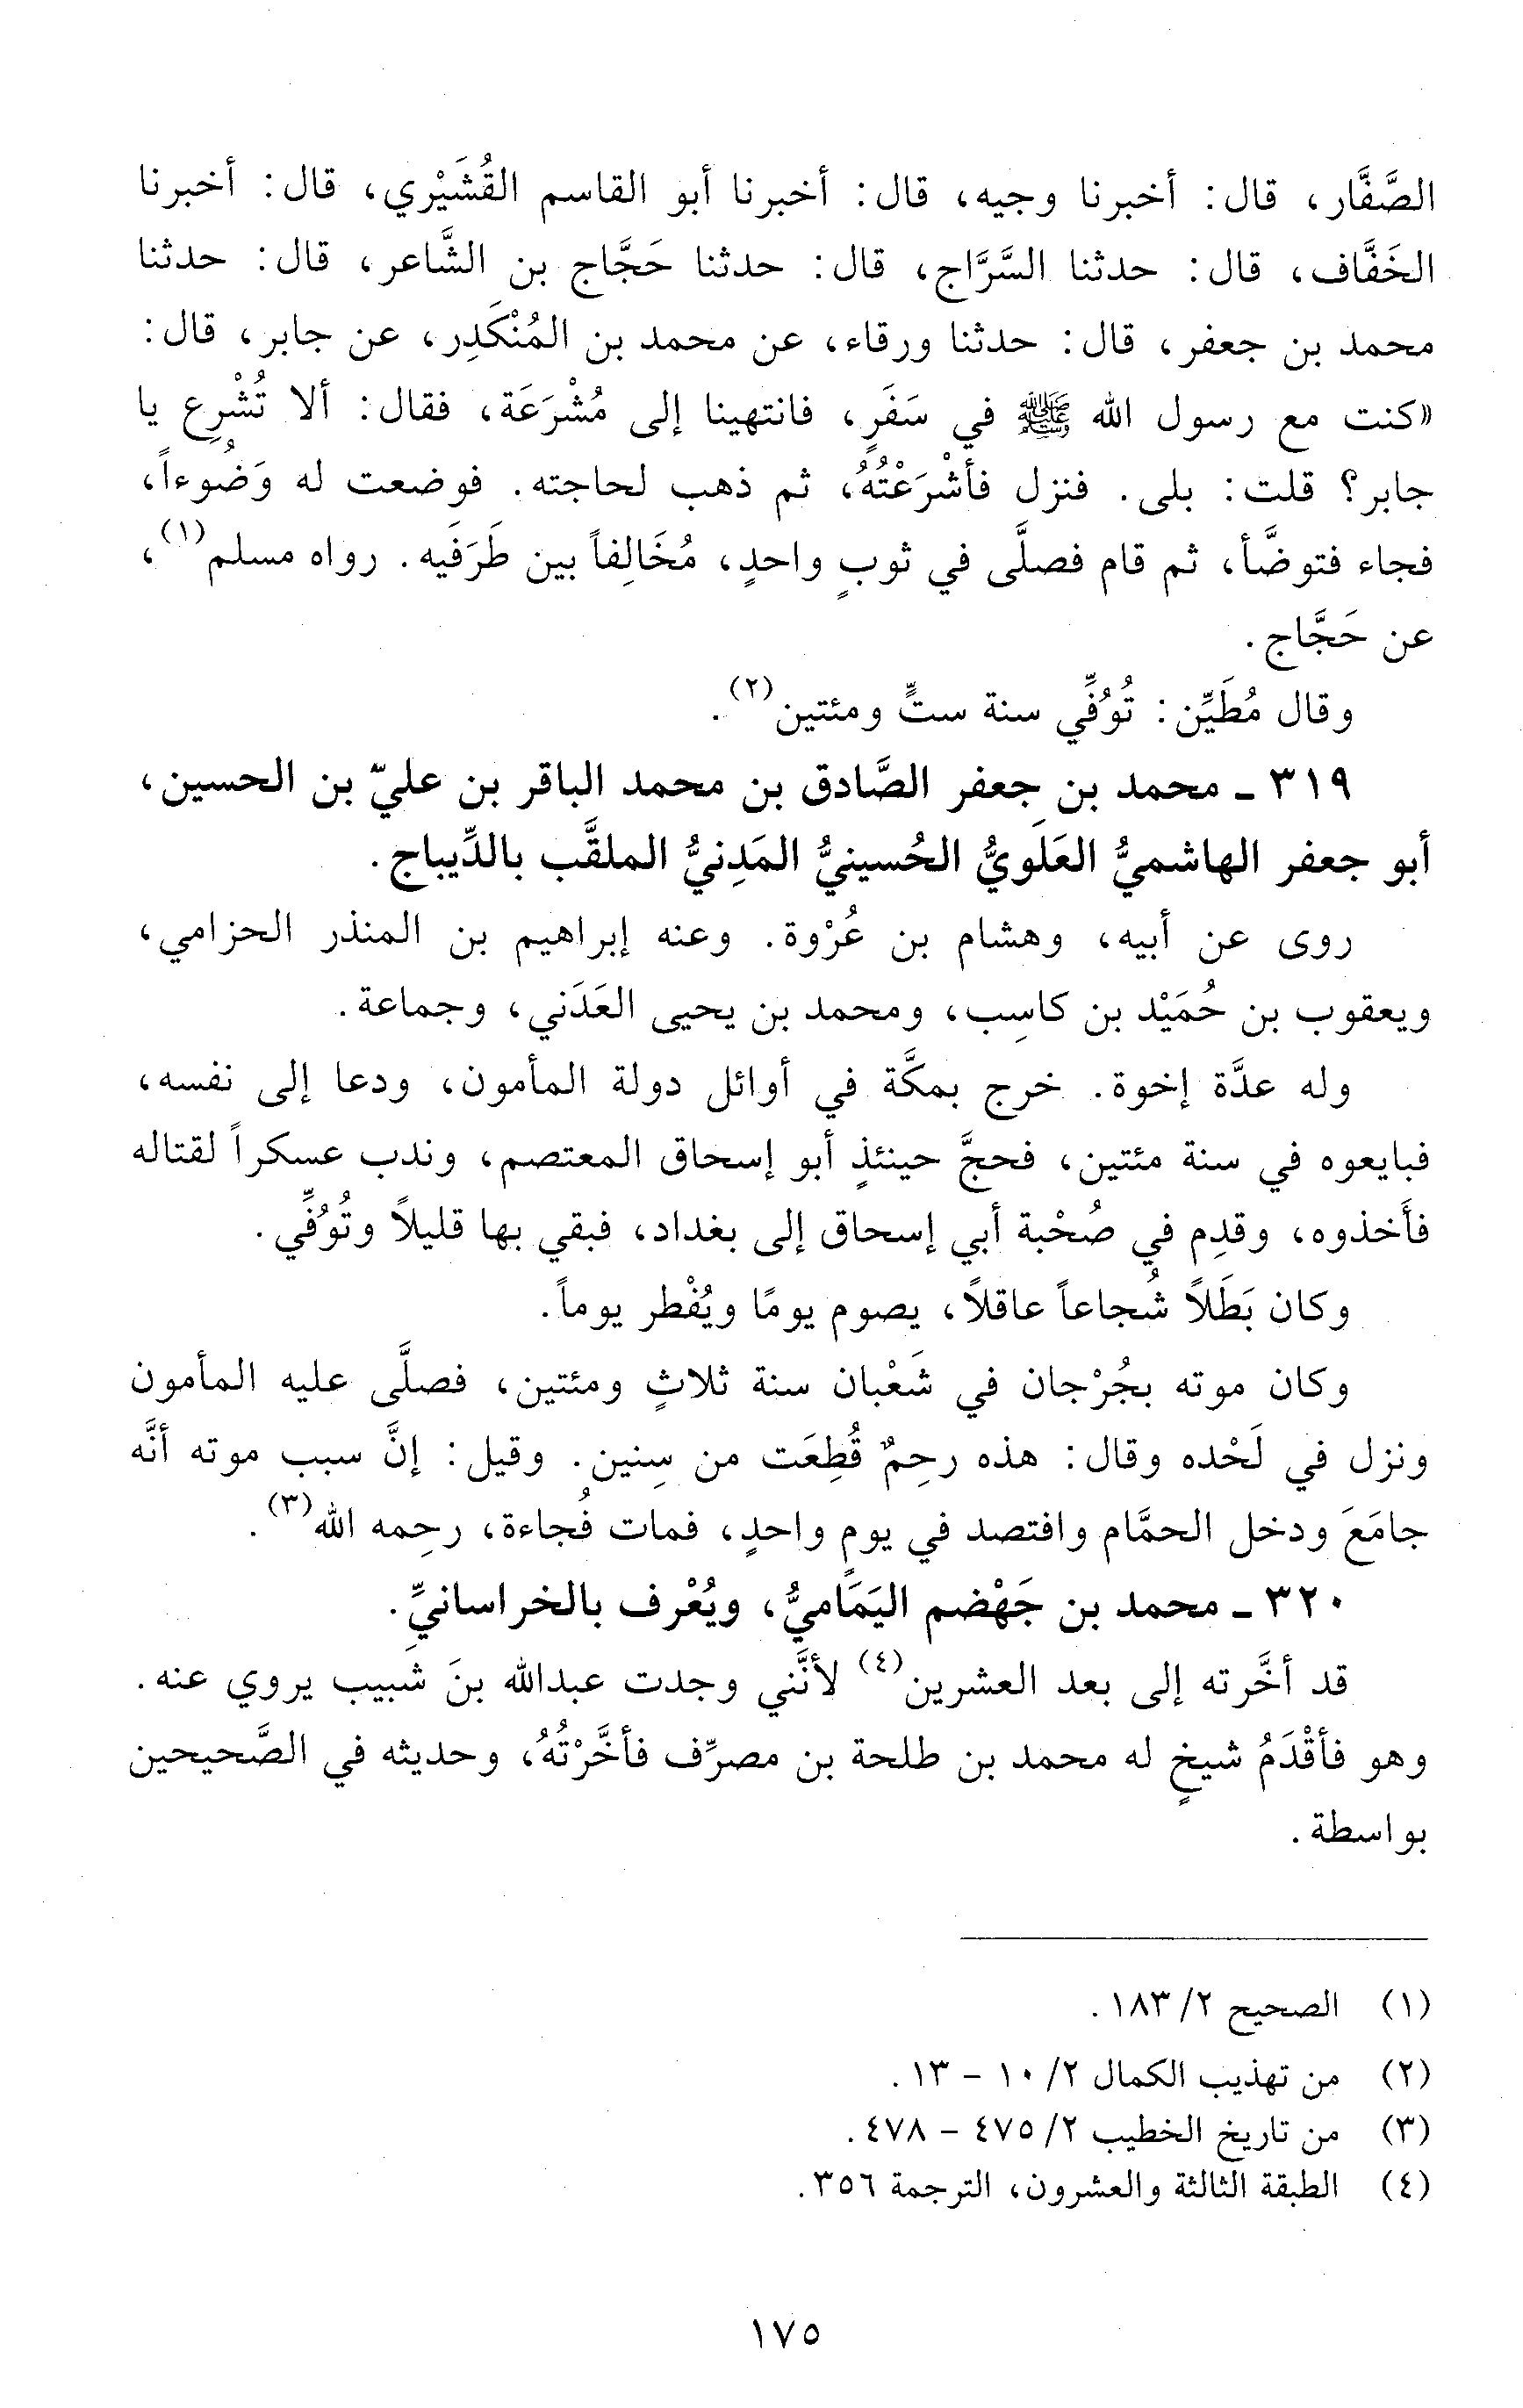 الصَّفَّار، قال: أخبرنا وجيه، قال: أخبرنا أبو القاسم القُشَيْري، قال: أخبرنا
الخَفَّاف، قال: حدثنا السَّرَّاج، قال: حدثنا حَجَّاج بن الشَّاعر، قال: حدثنا
محمد بن جعفر، قال: حدثنا ورقاء، عن محمد بن المُنْكَدِر، عن جابر، قال:
«كنت مع رسول الله ﷺ في سَفَرٍ، فانتهينا إلى مُشْرَعَة، فقال: ألا تُشْرِع يا
جابر؟ قلت: بلى. فنزل فأشْرَعْتُهُ، ثم ذهب لحاجته. فوضعت له وَضُوءاً،
فجاء فتوضَّأ، ثم قام فصلَّى في ثوبٍ واحدٍ، مُخَالِفاً بين طَرَفَيه. رواه مسلم(١)،
عن حَجَّاج.
وقال مُطَيِّن: تُوُفِّي سنة ستٍّ ومئتين(٢).
٣١٩ ـ محمد بن جعفر الصَّادق بن محمد الباقر بن عليّ بن الحسين،
أبو جعفر الهاشميُّ العَلَويُّ الحُسينيُّ المَدِنيُّ الملقَّب بالدِّيباج.
روى عن أبيه، وهشام بن عُرْوة. وعنه إبراهيم بن المنذر الحزامي،
ويعقوب بن حُمَيْد بن كاسِب، ومحمد بن يحيى العَدَني، وجماعة.
وله عدَّة إخوة. خرج بمكَّة في أوائل دولة المأمون، ودعا إلى نفسه،
فبايعوه في سنة مئتين، فحجَّ حينئذٍ أبو إسحاق المعتصم، وندب عسكراً لقتاله
فأَخذوه، وقدِم في صُحْبة أبي إسحاق إلى بغداد، فبقي بها قليلاً وتُوُفِّي.
وكان بَطَلاً شُجاعاً عاقلاً، يصوم يومًا ويُفْطر يوماً.
وكان موته بجُرْجان في شَعْبان سنة ثلاثٍ ومئتين، فصلَّى عليه المأمون
ونزل في لَحْده وقال: هذه رحِمٌ قُطِعَت من سِنين. وقيل: إنَّ سبب موته أنَّه
جامَعَ ودخل الحمَّام وافتصد في يومٍ واحدٍ، فمات فُجاءة، رحِمه الله(٣).
٣٢٠ ـ محمد بن جَهْضم اليَمَاميُّ، ويُعْرف بالخراسانيِّ.
قد أخَّرته إلى بعد العشرين(٤) لأنَّني وجدت عبدالله بنَ شَبيب يروي عنه.
وهو فأقْدَمُ شيخٍ له محمد بن طلحة بن مصرِّف فأخَّرْتُهُ، وحديثه في الصَّحيحين
بواسطة.
(١) الصحيح ٢/ ١٨٣.
(٢) من تهذيب الكمال ٢/ ١٠ - ١٣.
(٣) من تاريخ الخطيب ٢/ ٤٧٥ - ٤٧٨.
(٤) الطبقة الثالثة والعشرون، الترجمة ٣٥٦.
١٧٥